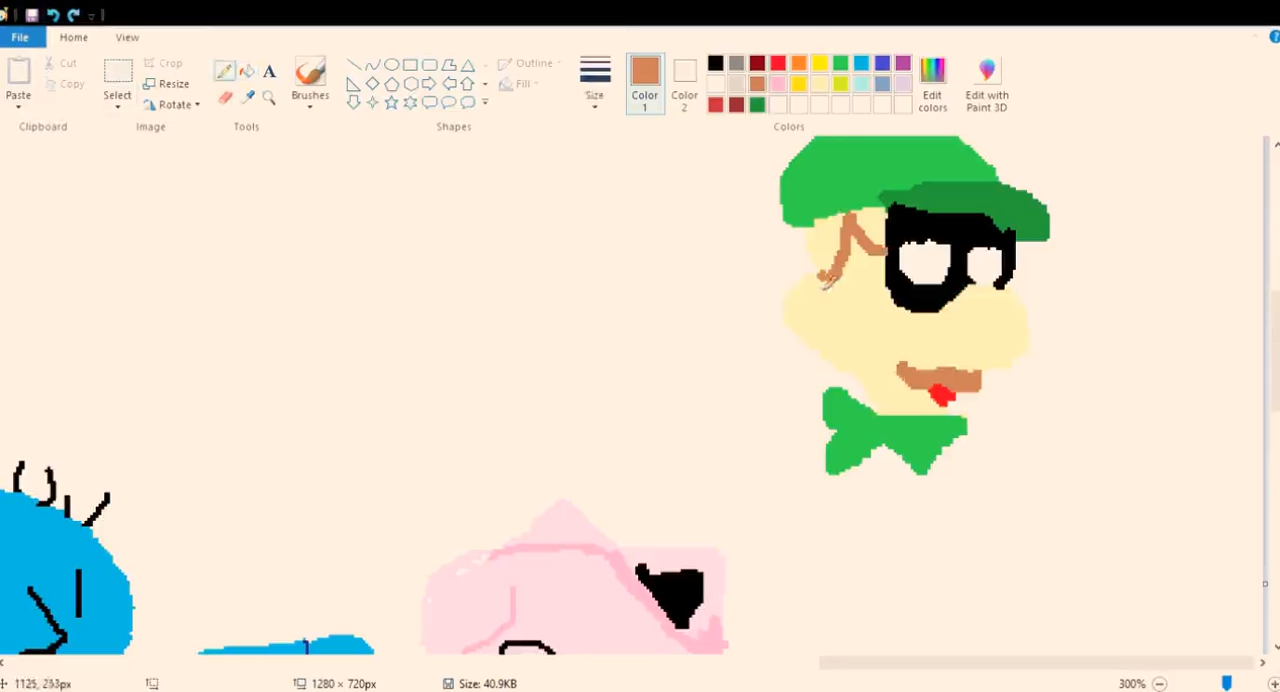 File Home View
Paste Cut Copy Clipboard
Select Crop Resize Rotate Image
A Tools
Brushes
Outline Fill Shapes
Size
Color 1 Color 2 Edit colors Edit with Paint 3D Colors
1280 × 720px Size: 40.9KB 300%